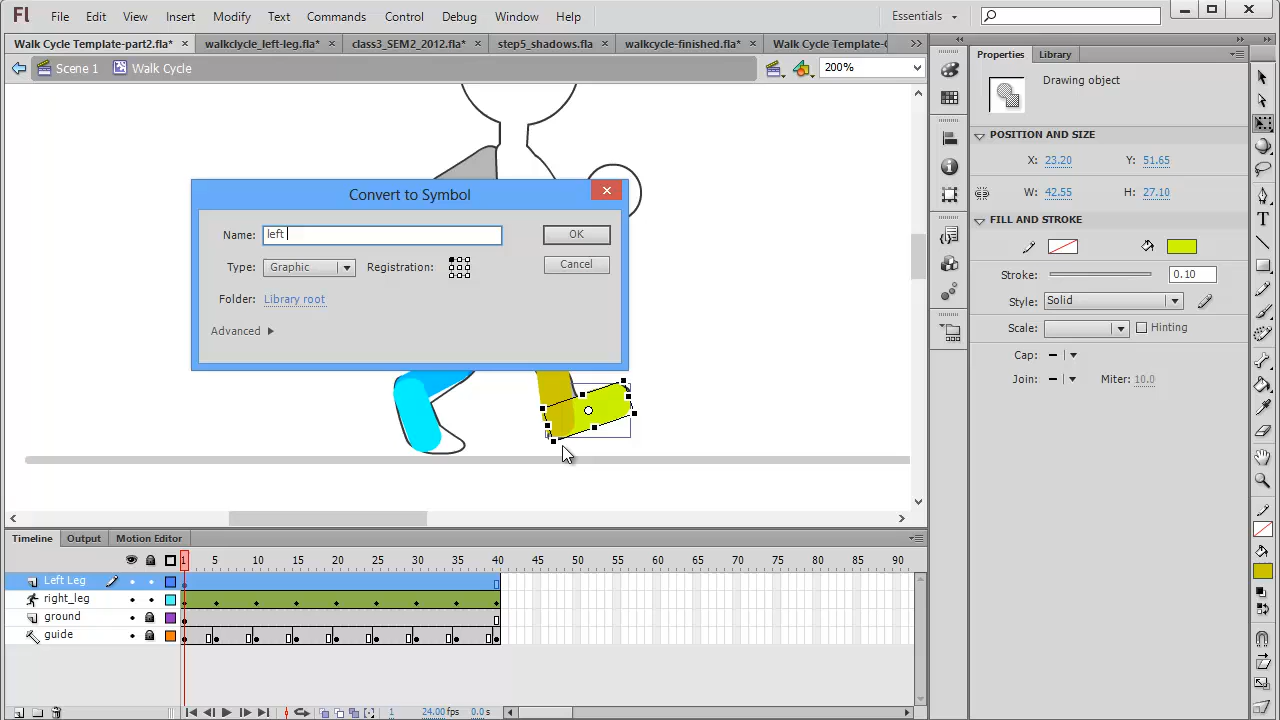 Fl File Edit View Insert Modify Text Commands Control Debug Window Help Essentials
Walk Cycle Template-part2.fla* × walkclycle_left-leg.fla* × class3_SEM2_2012.fla* × step5_shadows.fla × walkcycle-finished.fla* × Walk Cycle Template-
Scene 1 Walk Cycle 200%
Properties Library
Drawing object
POSITION AND SIZE
X: 23.20 Y: 51.65
W: 42.55 H: 27.10
FILL AND STROKE
Stroke: 0.10
Style: Solid
Scale: Hinting
Cap:
Join: Miter: 10.0
Convert to Symbol
Name: left OK
Type: Graphic Registration: Cancel
Folder: Library root
Advanced
Timeline Output Motion Editor
1 5 10 15 20 25 30 35 40 45 50 55 60 65 70 75 80 85 90
Left Leg
right_leg
ground
guide
1 24.00 fps 0.0 s